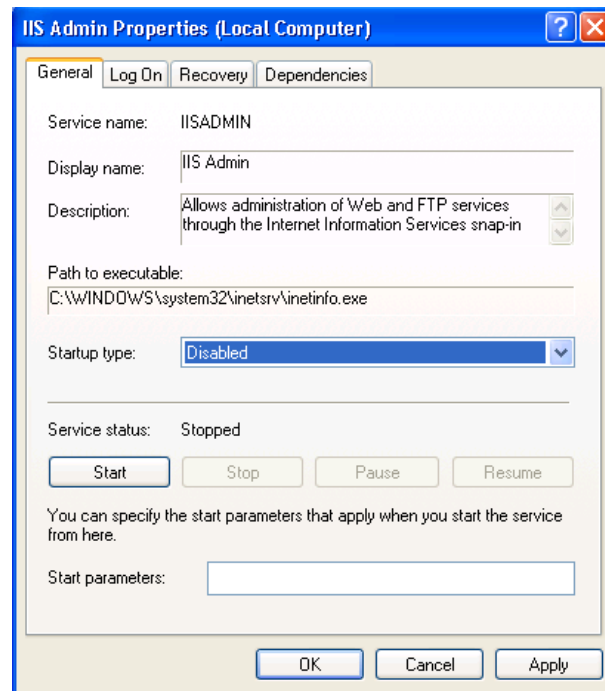 IIS Admin Properties (Local Computer)
General Log On Recovery Dependencies
Service name: IISADMIN
Display name: IIS Admin
Description: Allows administration of Web and FTP services
through the Internet Information Services snap-in
Path to executable:
C:\WINDOWS\system32\inetsrv\inetinfo.exe
Startup type: Disabled
Service status: Stopped
Start Stop Pause Resume
You can specify the start parameters that apply when you start the service
from here.
Start parameters:
OK Cancel Apply